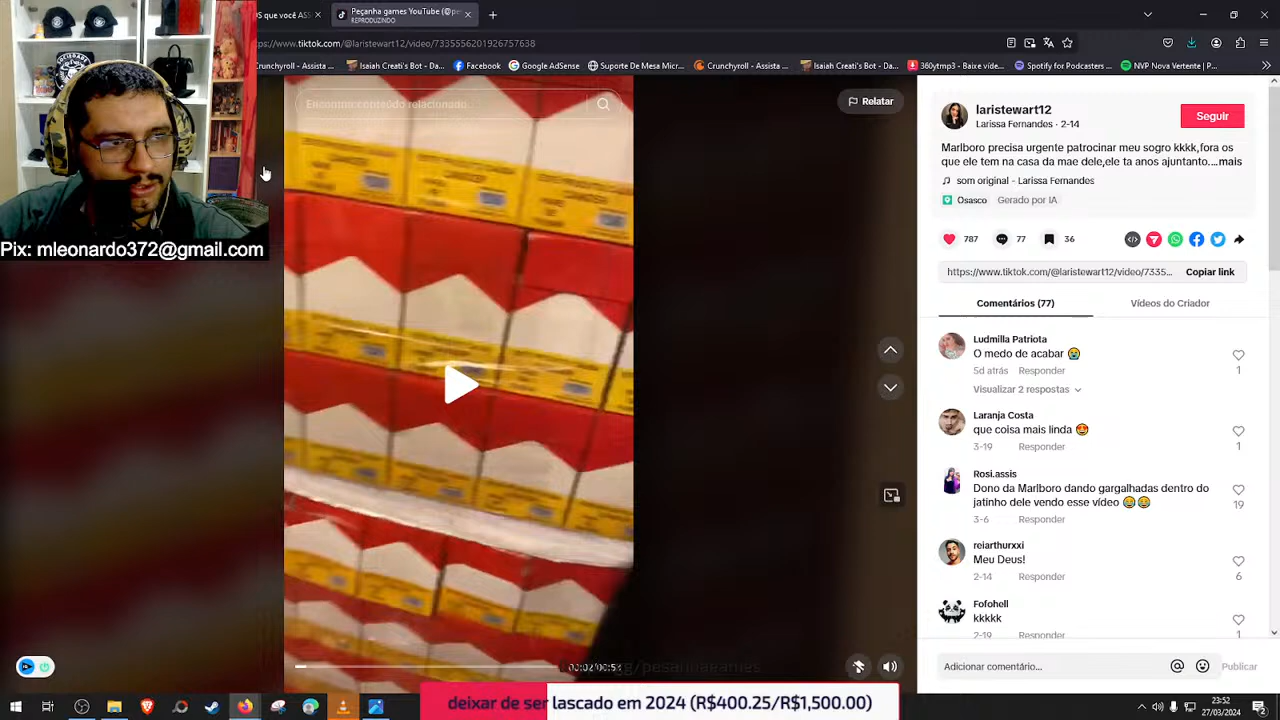 OS que você ASS
Peçanha games YouTube (@pe
REPRODUZINDO
ps://www.tiktok.com/@laristewart12/video/7335556201926757638
Crunchyroll - Assista ...
Isaiah Creati's Bot - Da...
Facebook
Google AdSense
Suporte De Mesa Micr...
Crunchyroll - Assista ...
Isaiah Creati's Bot - Da...
360ytmp3 - Baixe víde...
Spotify for Podcasters ...
NVP Nova Vertente | P...
Encontrar conteúdo relacionado...
Relatar
Pix: mleonardo372@gmail.com
laristewart12
Larissa Fernandes · 2-14
Seguir
Marlboro precisa urgente patrocinar meu sogro kkkk,fora os
que ele tem na casa da mae dele,ele ta anos ajuntanto.... mais
som original - Larissa Fernandes
Osasco
Gerado por IA
787
77
36
https://www.tiktok.com/@laristewart12/video/7335...
Copiar link
Comentários (77)
Vídeos do Criador
Ludmilla Patriota
O medo de acabar 😭
1
5d atrás Responder
Visualizar 2 respostas
Laranja Costa
que coisa mais linda 😍
1
3-19 Responder
Rosi.assis
Dono da Marlboro dando gargalhadas dentro do
jatinho dele vendo esse vídeo 😂😂
19
3-6 Responder
reiarthurxxi
Meu Deus!
6
2-14 Responder
Fofohell
kkkkk
1
2-19 Responder
00:02/00:53
/pesanhagames
Adicionar comentário...
Publicar
deixar de ser lascado em 2024 (R$400.25/R$1,500.00)
23:52
27/03/2024